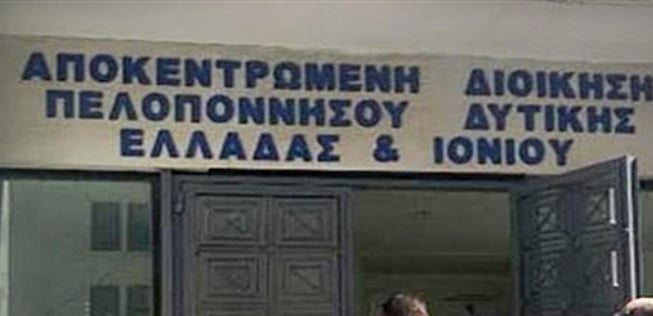 ΑΠΟΚΕΝΤΡΩΜΕΝΗ ΔΙΟΙΚΗΣΗ
ΠΕΛΟΠΟΝΝΗΣΟΥ ΔΥΤΙΚΗΣ
ΕΛΛΑΔΑΣ & ΙΟΝΙΟΥ